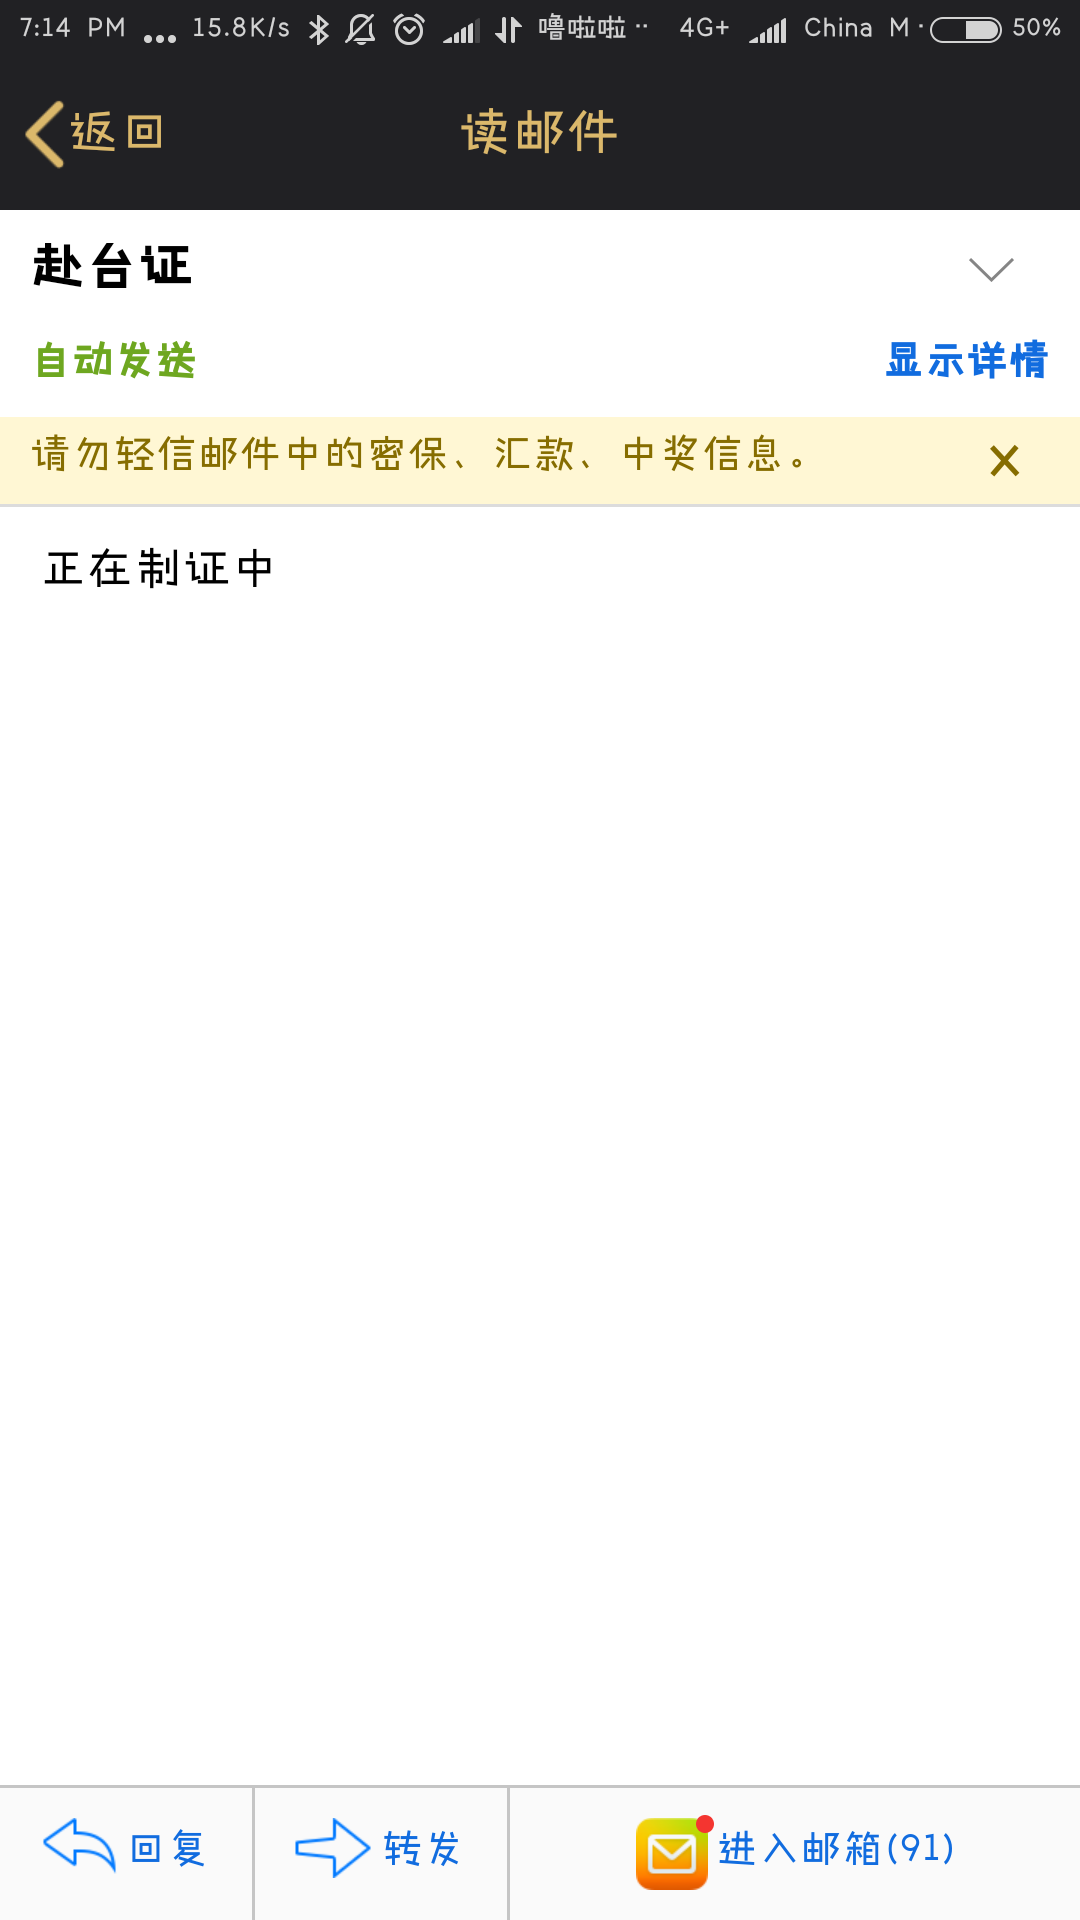 7:14 PM ... 15.8K/s 噜啦啦·· 4G+ China M· 50%
返回 读邮件
赴台证
自动发送 显示详情
请勿轻信邮件中的密保、汇款、中奖信息。
正在制证中
回复 转发 进入邮箱(91)